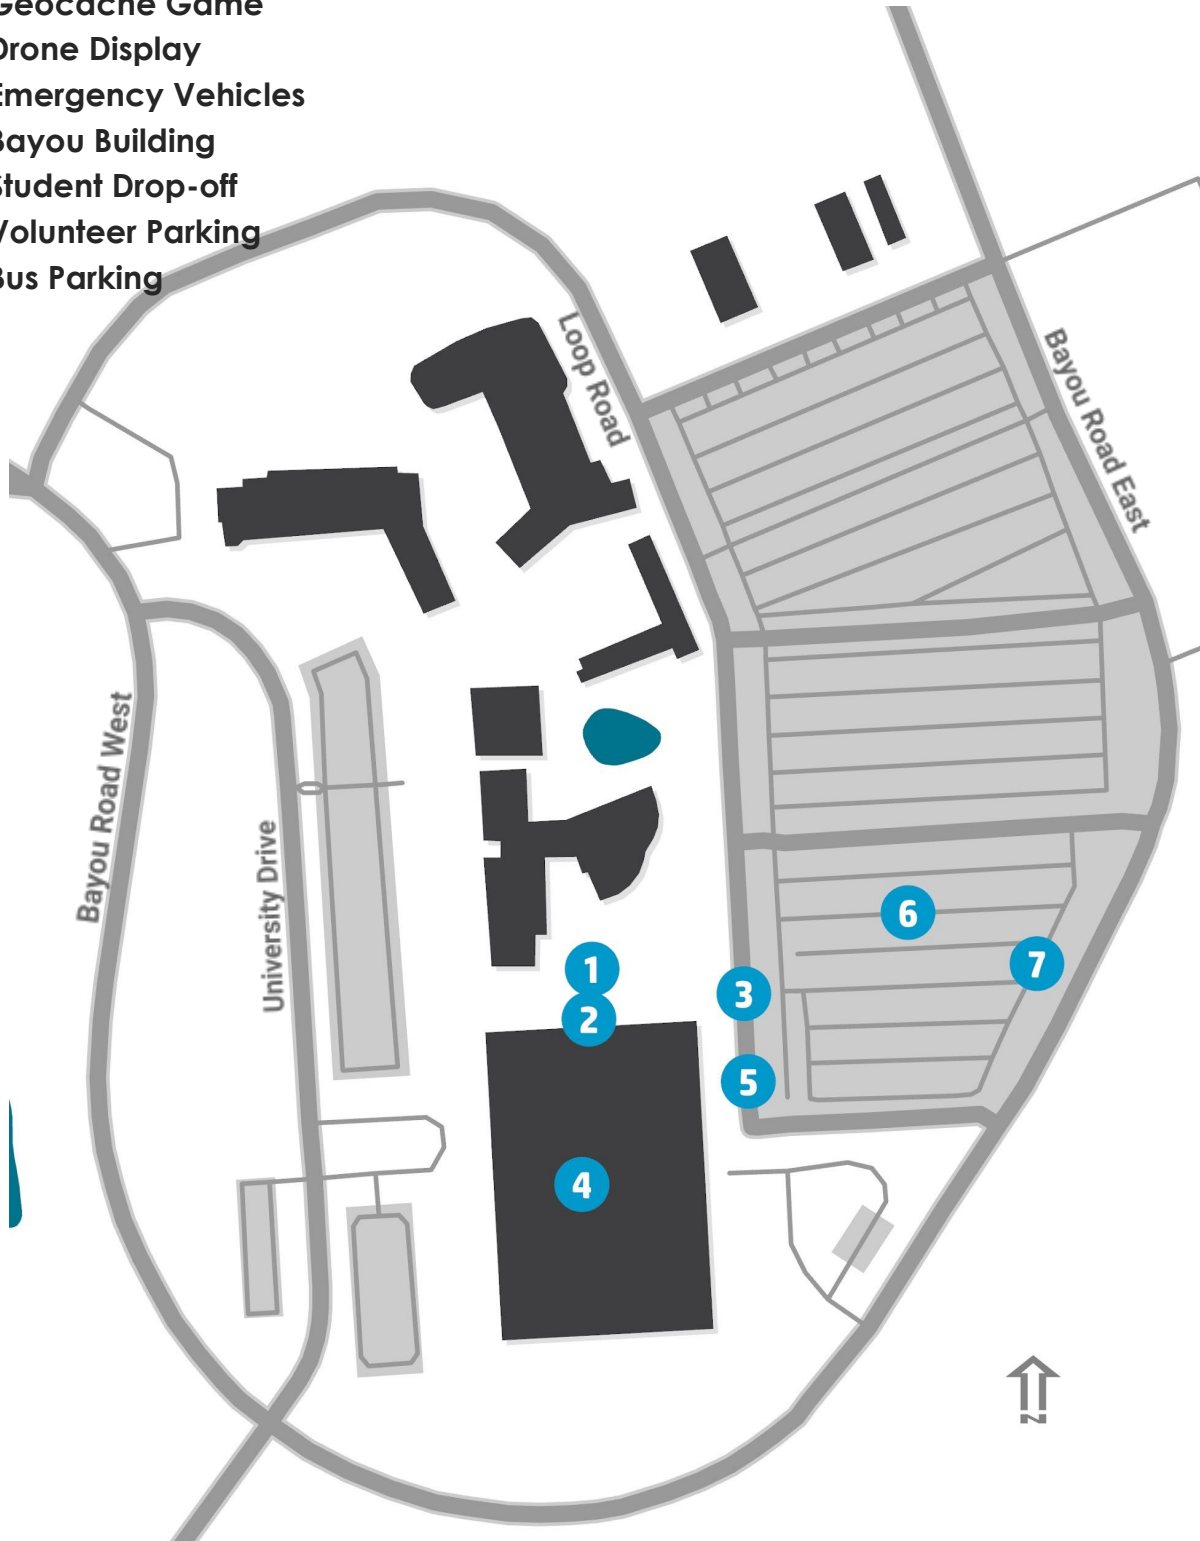 Geocache Game
Drone Display
Emergency Vehicles
Bayou Building
Student Drop-off
Volunteer Parking
Bus Parking
Loop Road
Bayou Road East
Bayou Road West
University Drive
6
7
1
3
2
5
4
N